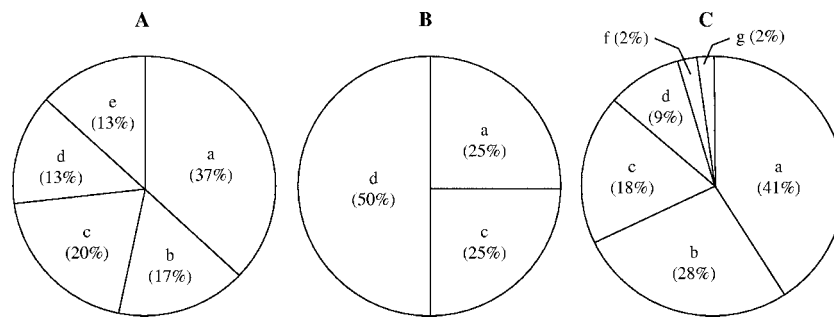 A
B
C
f (2%)
g (2%)
e
(13%)
a
(37%)
d
(13%)
c
(20%)
b
(17%)
d
(50%)
a
(25%)
c
(25%)
d
(9%)
a
(41%)
c
(18%)
b
(28%)